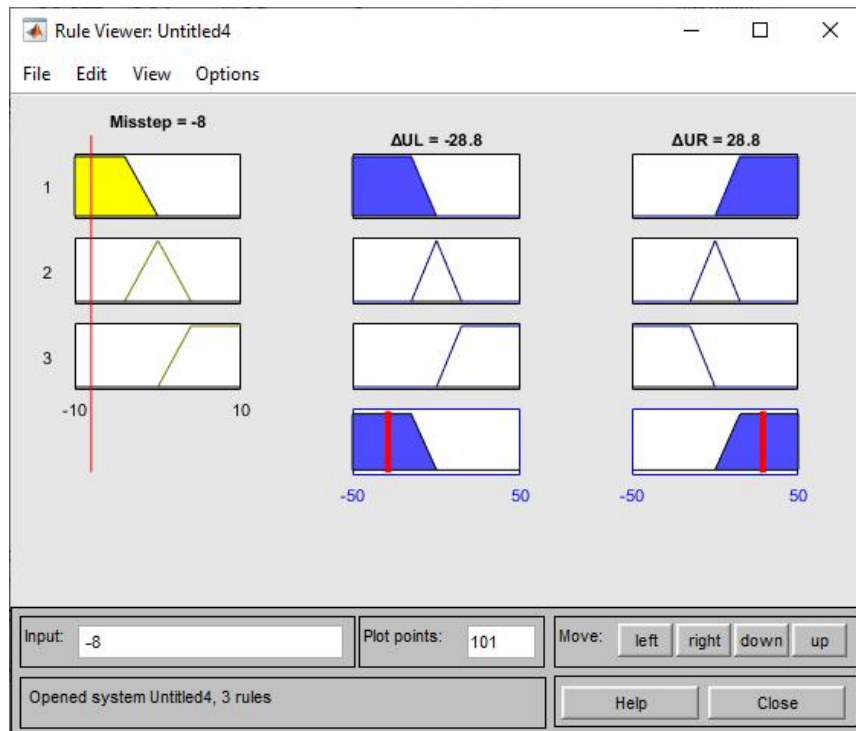 Rule Viewer: Untitled4
File Edit View Options
Misstep = -8
ΔUL = -28.8
ΔUR = 28.8
1
2
3
-10 10
-50 50
-50 50
Input: -8
Plot points: 101
Move: left right down up
Opened system Untitled4, 3 rules
Help Close